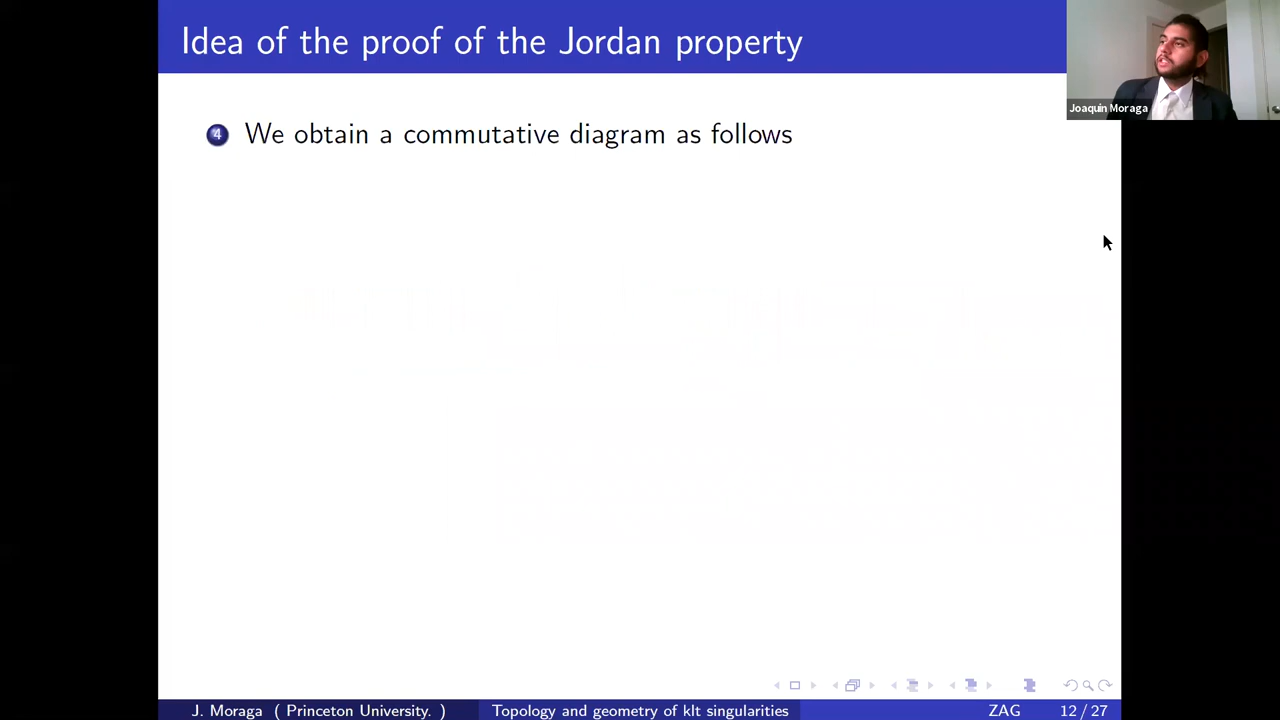 Idea of the proof of the Jordan property
Joaquín Moraga
4 We obtain a commutative diagram as follows
J. Moraga ( Princeton University. ) Topology and geometry of klt singularities ZAG 12 / 27